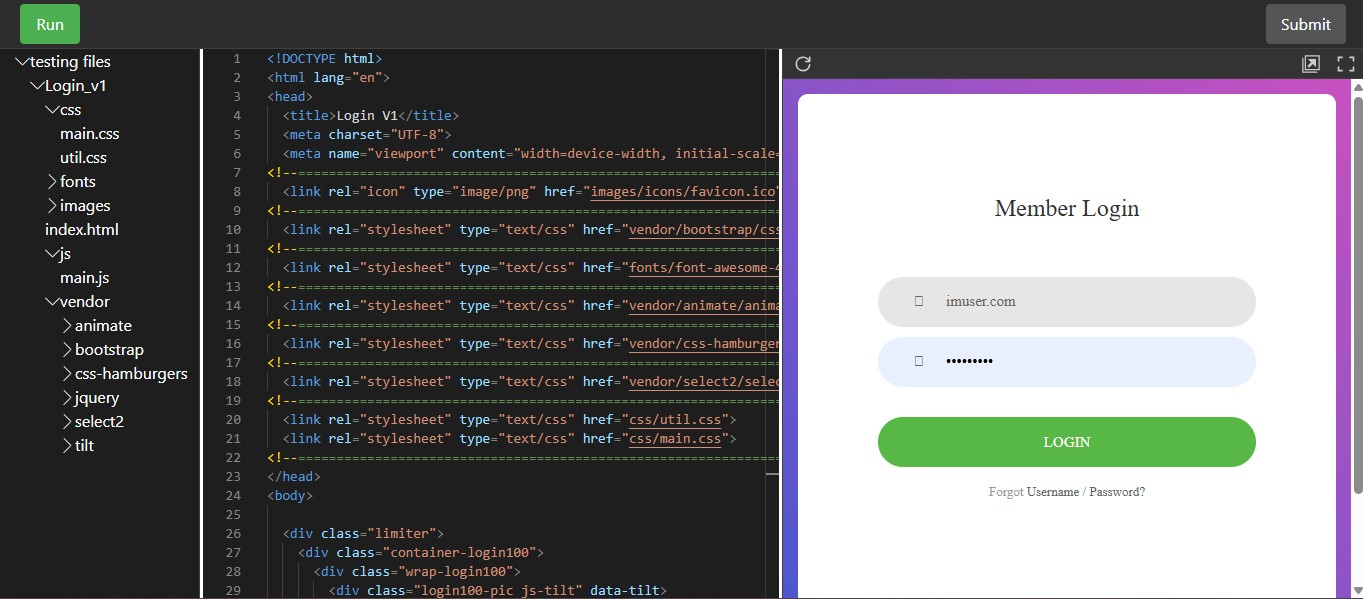 Run
Submit
testing files
Login_v1
css
main.css
util.css
fonts
images
index.html
js
main.js
vendor
animate
bootstrap
css-hamburgers
jquery
select2
tilt
1 <!DOCTYPE html>
2 <html lang="en">
3 <head>
4 <title>Login V1</title>
5 <meta charset="UTF-8">
6 <meta name="viewport" content="width=device-width, initial-scale=
7 <!--===============================================================
8 <link rel="icon" type="image/png" href="images/icons/favicon.ico"
9 <!--===============================================================
10 <link rel="stylesheet" type="text/css" href="vendor/bootstrap/css
11 <!--===============================================================
12 <link rel="stylesheet" type="text/css" href="fonts/font-awesome-4
13 <!--===============================================================
14 <link rel="stylesheet" type="text/css" href="vendor/animate/anima
15 <!--===============================================================
16 <link rel="stylesheet" type="text/css" href="vendor/css-hamburger
17 <!--===============================================================
18 <link rel="stylesheet" type="text/css" href="vendor/select2/selec
19 <!--===============================================================
20 <link rel="stylesheet" type="text/css" href="css/util.css">
21 <link rel="stylesheet" type="text/css" href="css/main.css">
22 <!--===============================================================
23 </head>
24 <body>
25
26 <div class="limiter">
27 <div class="container-login100">
28 <div class="wrap-login100">
29 <div class="login100-pic js-tilt" data-tilt>
Member Login
imuser.com
•••••••••
LOGIN
Forgot Username / Password?